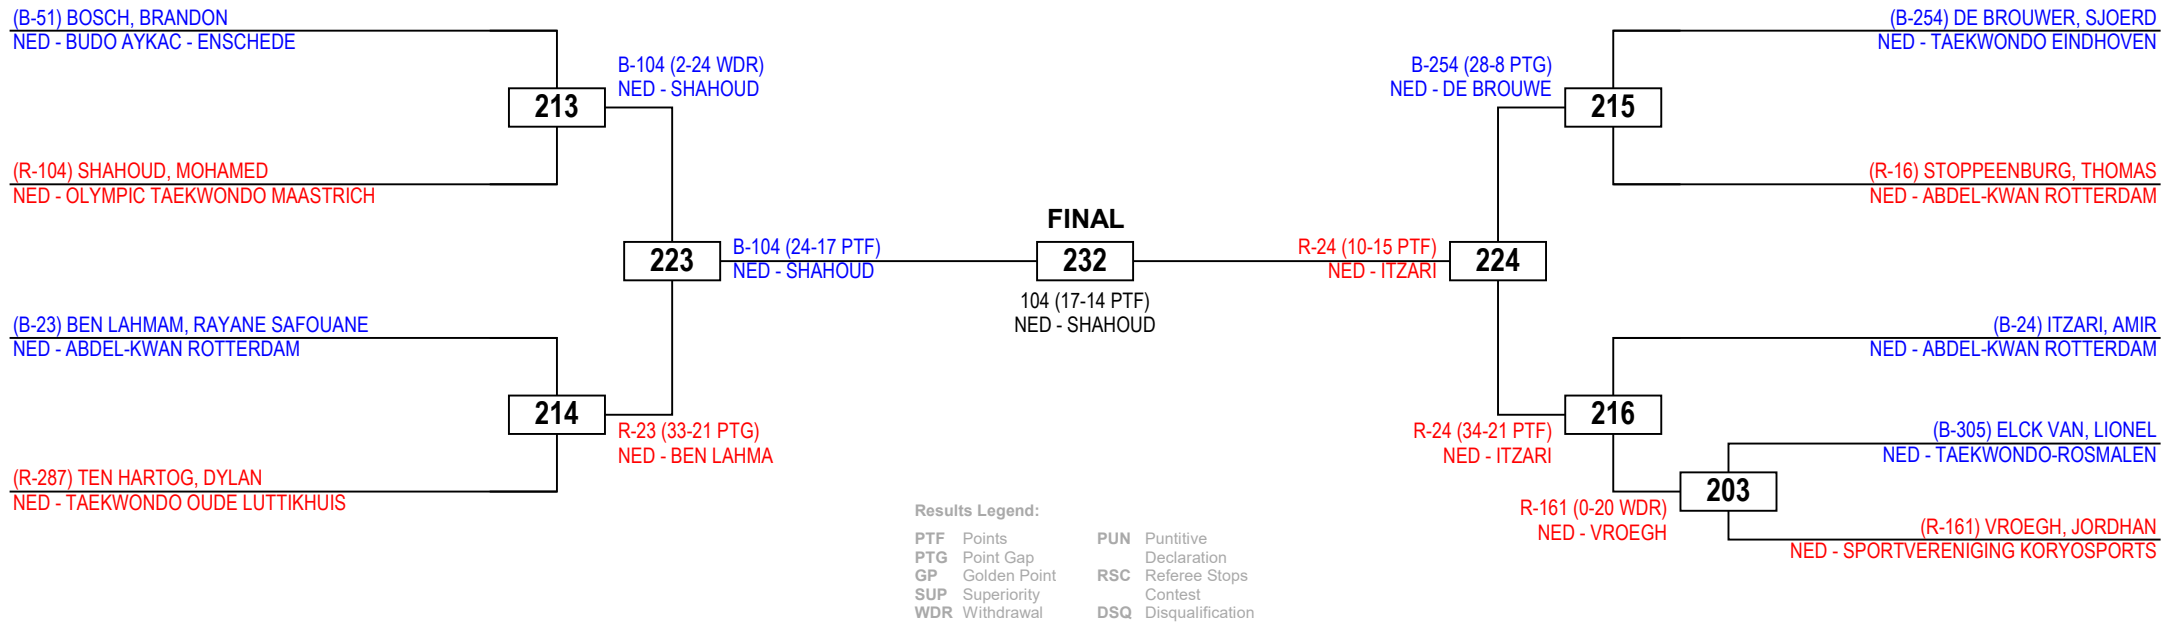 (B-51) BOSCH, BRANDON
NED - BUDO AYKAC - ENSCHEDE
B-104 (2-24 WDR)
NED - SHAHOUD
213
(R-104) SHAHOUD, MOHAMED
NED - OLYMPIC TAEKWONDO MAASTRICH
223
B-104 (24-17 PTF)
NED - SHAHOUD
(B-23) BEN LAHMAM, RAYANE SAFOUANE
NED - ABDEL-KWAN ROTTERDAM
214
R-23 (33-21 PTG)
NED - BEN LAHMA
(R-287) TEN HARTOG, DYLAN
NED - TAEKWONDO OUDE LUTTIKHUIS
FINAL
232
104 (17-14 PTF)
NED - SHAHOUD
(B-254) DE BROUWER, SJOERD
NED - TAEKWONDO EINDHOVEN
B-254 (28-8 PTG)
NED - DE BROUWE
215
(R-16) STOPPEENBURG, THOMAS
NED - ABDEL-KWAN ROTTERDAM
R-24 (10-15 PTF)
NED - ITZARI
224
(B-24) ITZARI, AMIR
NED - ABDEL-KWAN ROTTERDAM
216
R-24 (34-21 PTF)
NED - ITZARI
(B-305) ELCK VAN, LIONEL
NED - TAEKWONDO-ROSMALEN
203
R-161 (0-20 WDR)
NED - VROEGH
(R-161) VROEGH, JORDHAN
NED - SPORTVERENIGING KORYOSPORTS
Results Legend:
PTF Points
PTG Point Gap
GP Golden Point
SUP Superiority
WDR Withdrawal
PUN Puntitive
Declaration
RSC Referee Stops
Contest
DSQ Disqualification